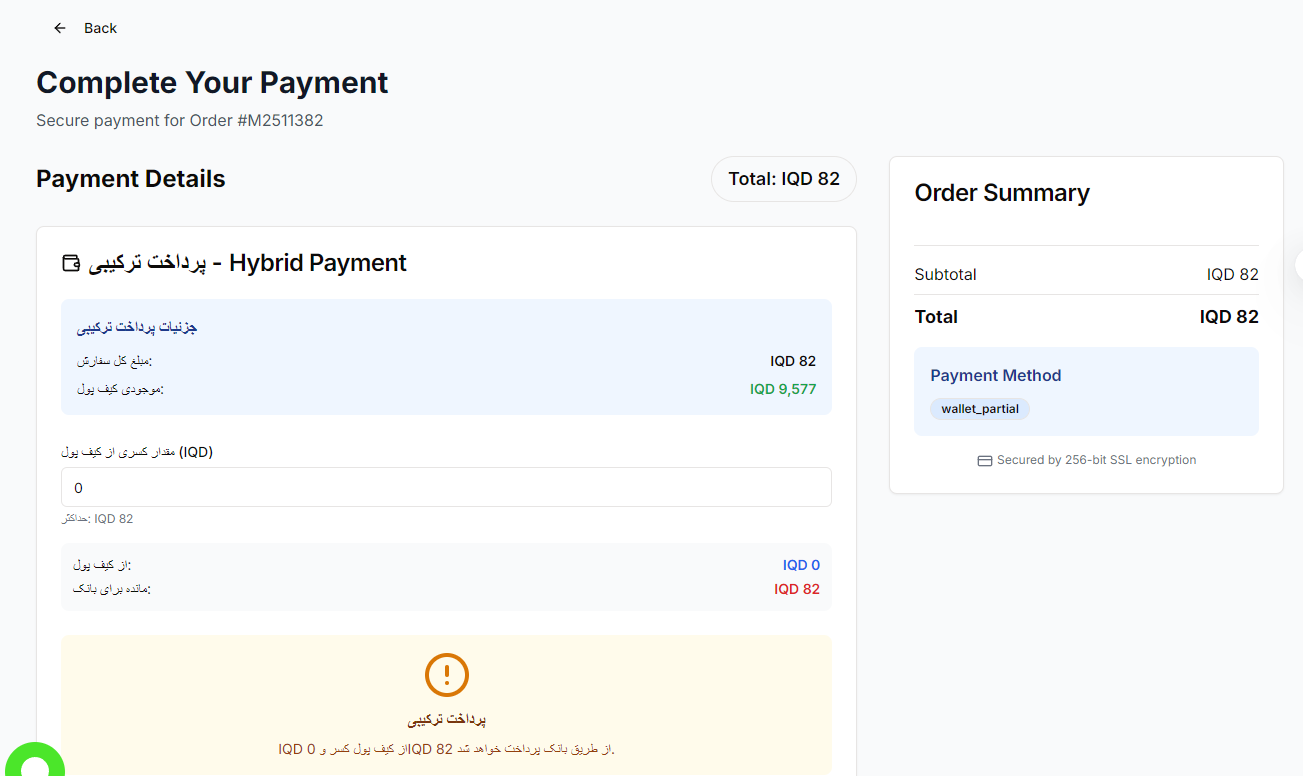 Back
Complete Your Payment
Secure payment for Order #M2511382
Payment Details
Total: IQD 82
پرداخت ترکیبی - Hybrid Payment
جزئیات پرداخت ترکیبی
مبلغ کل سفارش:
IQD 82
موجودی کیف پول:
IQD 9,577
مقدار کسری از کیف پول (IQD)
0
حداکثر: IQD 82
از کیف پول:
IQD 0
مانده برای بانک:
IQD 82
پرداخت ترکیبی
IQD 0 از کیف پول کسر و IQD 82 از طریق بانک پرداخت خواهد شد.
Order Summary
Subtotal
IQD 82
Total
IQD 82
Payment Method
wallet_partial
Secured by 256-bit SSL encryption